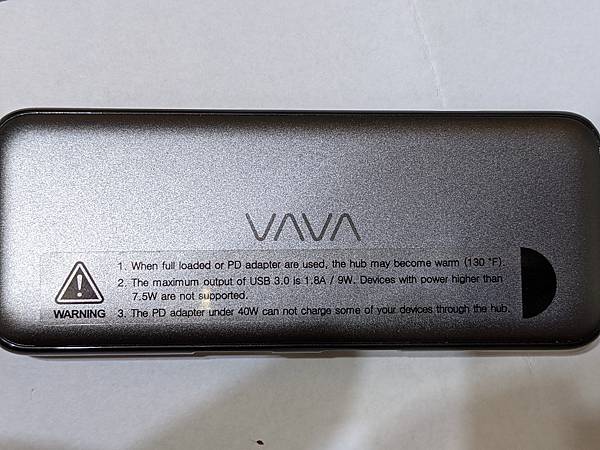 VAVA
1. When full loaded or PD adapter are used, the hub may become warm (130 °F).
2. The maximum output of USB 3.0 is 1.8A / 9W. Devices with power higher than
7.5W are not supported.
WARNING
3. The PD adapter under 40W can not charge some of your devices through the hub.